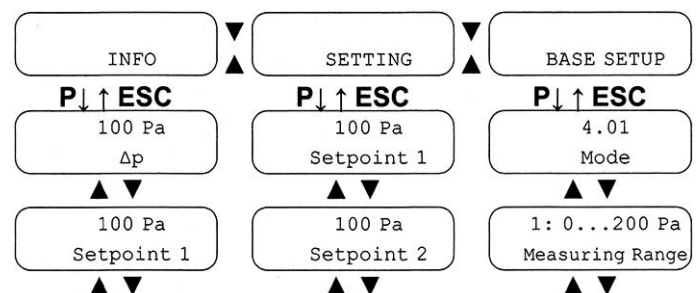 INFO
SETTING
BASE SETUP
P↓ ↑ ESC
P↓ ↑ ESC
P↓ ↑ ESC
100 Pa
Δp
100 Pa
Setpoint 1
4.01
Mode
100 Pa
Setpoint 1
100 Pa
Setpoint 2
1: 0...200 Pa
Measuring Range